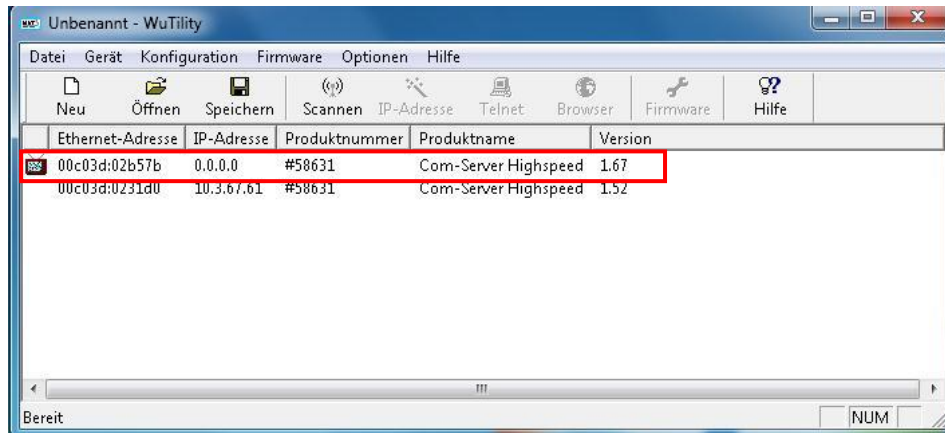 Unbenannt - WuTility
Datei Gerät Konfiguration Firmware Optionen Hilfe
Neu Öffnen Speichern Scannen IP-Adresse Telnet Browser Firmware Hilfe
Ethernet-Adresse IP-Adresse Produktnummer Produktname Version
00c03d:02b57b 0.0.0.0 #58631 Com-Server Highspeed 1.67
00c03d:0231d0 10.3.67.61 #58631 Com-Server Highspeed 1.52
Bereit NUM